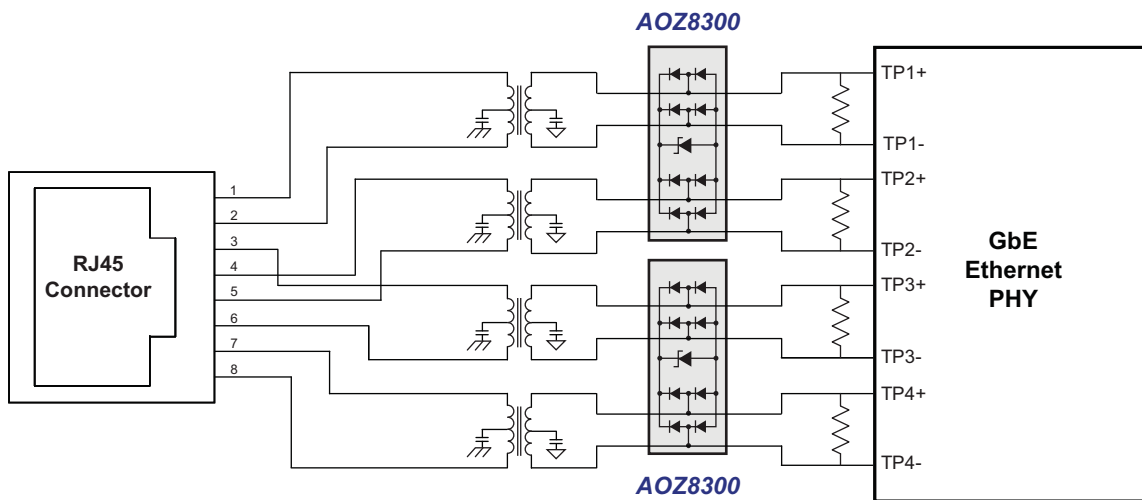 AOZ8300
TP1+
TP1-
TP2+
TP2-
TP3+
TP3-
TP4+
TP4-
GbE
Ethernet
PHY
RJ45
Connector
1
2
3
4
5
6
7
8
AOZ8300